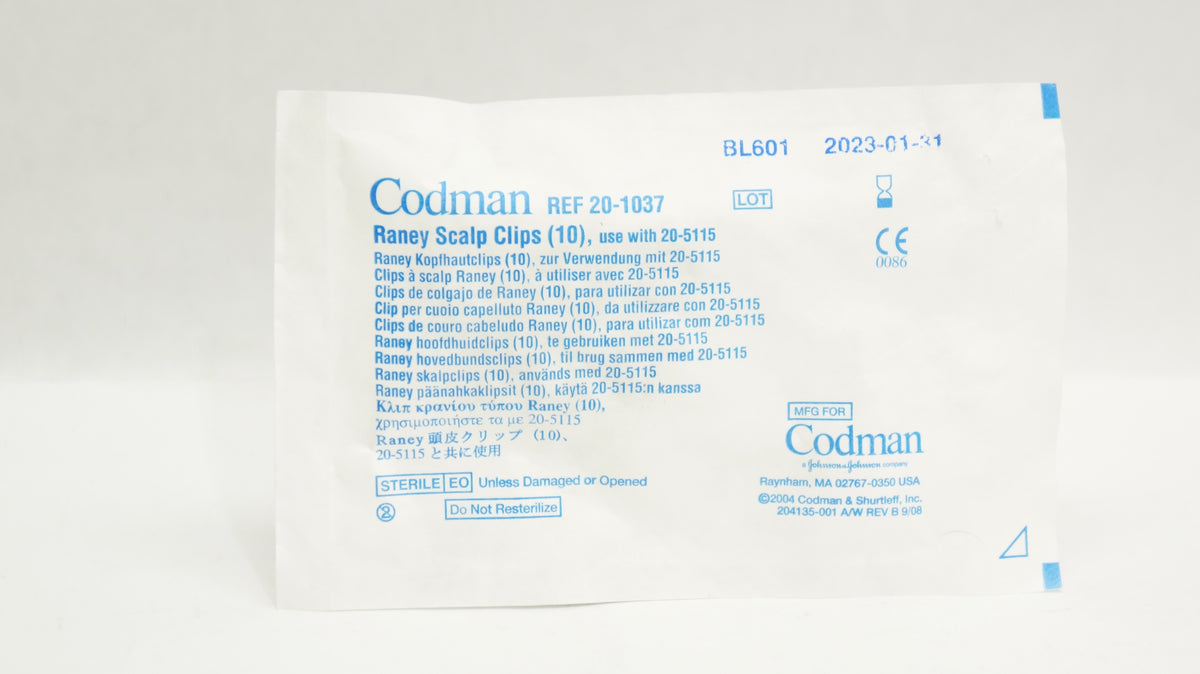 BL601 2023-01-31
Codman REF 20-1037
LOT
Raney Scalp Clips (10), use with 20-5115
CE
0086
Raney Kopfhautclips (10), zur Verwendung mit 20-5115
Clips à scalp Raney (10), à utiliser avec 20-5115
Clips de colgajo de Raney (10), para utilizar con 20-5115
Clip per cuoio capelluto Raney (10), da utilizzare con 20-5115
Clips de couro cabeludo Raney (10), para utilizar com 20-5115
Raney hoofdhuidclips (10), te gebruiken met 20-5115
Raney hovedbundsclips (10), til brug sammen med 20-5115
Raney skalpclips (10), används med 20-5115
Raney päänahkaklipsit (10), käytä 20-5115:n kanssa
Κλιπ κρανίου τύπου Raney (10),
χρησιμοποιήστε τα με 20-5115
Raney 頭皮クリップ (10)、
20-5115 と共に使用
STERILE EO Unless Damaged or Opened
2 Do Not Resterilize
MFG FOR
Codman
a Johnson & Johnson company
Raynham, MA 02767-0350 USA
©2004 Codman & Shurtleff, Inc.
204135-001 A/W REV B 9/08